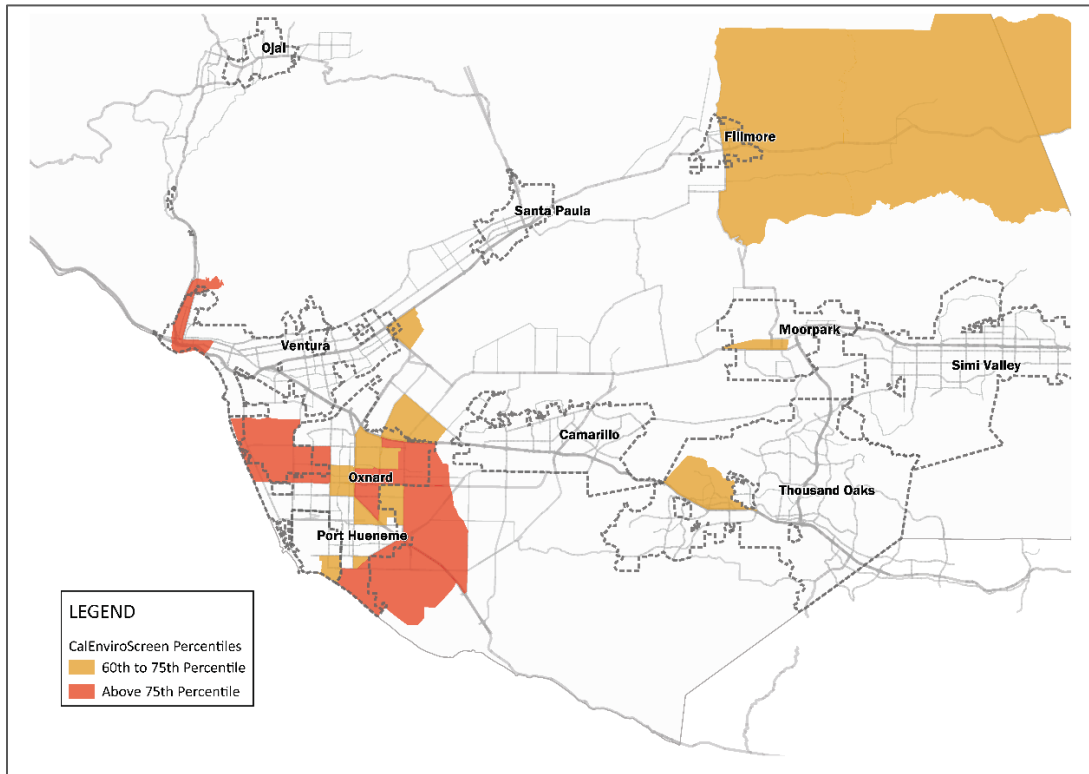 Ojai
Fillmore
Santa Paula
Ventura
Moorpark
Simi Valley
Camarillo
Oxnard
Thousand Oaks
Port Hueneme
LEGEND
CalEnviroScreen Percentiles
60th to 75th Percentile
Above 75th Percentile